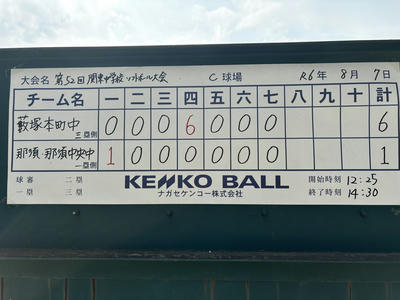 大会名 第52回関東中学校ソフトボール大会 C 球場 R6年 8月 7日
チーム名 一 二 三 四 五 六 七 八 九 十 計
藪塚本町中 三塁側 0 0 0 6 0 0 0 6
那須・那須中央中 一塁側 1 0 0 0 0 0 0 1
球審 二塁
一塁 三塁
KENKO BALL
ナガセケンコー株式会社
開始時刻 12:25
終了時刻 14:30